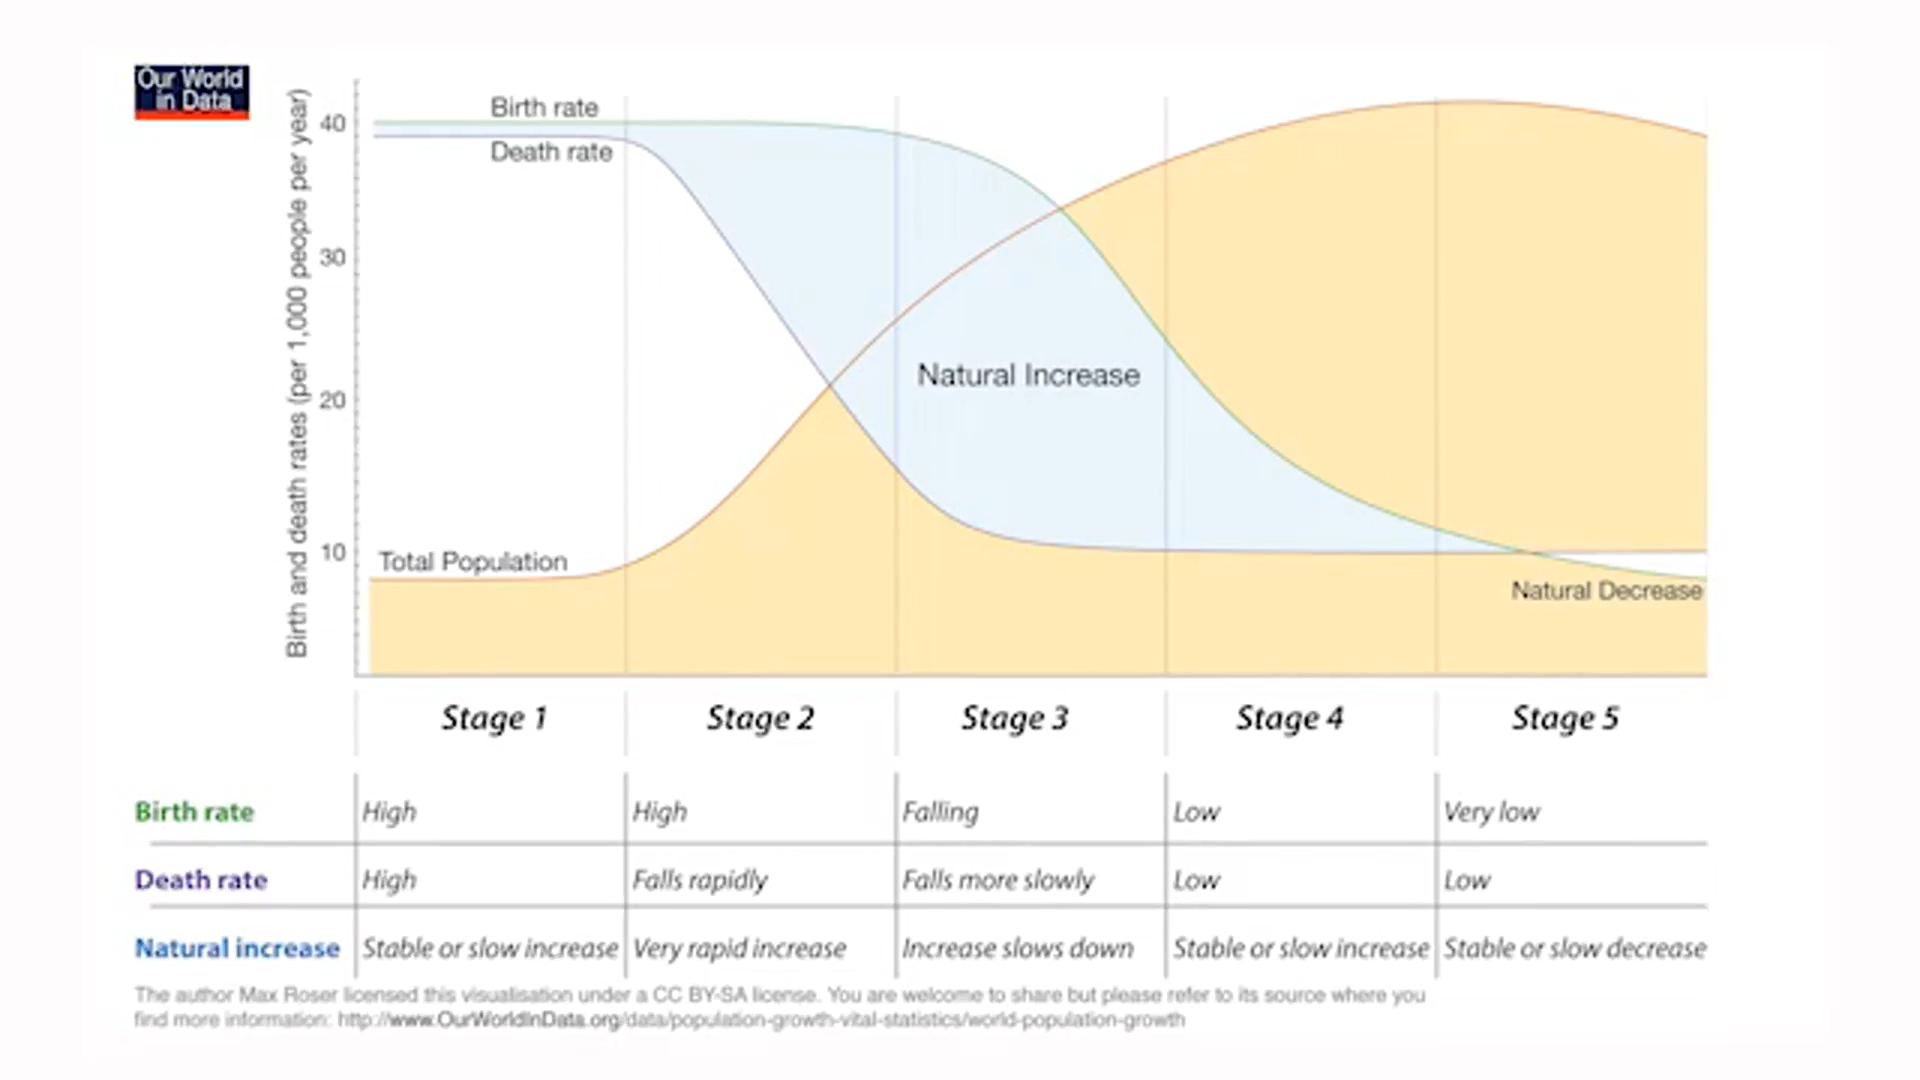 Our World
in Data
Birth and death rates (per 1,000 people per year)
40
30
20
10
Birth rate
Death rate
Total Population
Natural Increase
Natural Decrease
Stage 1 Stage 2 Stage 3 Stage 4 Stage 5
Birth rate High High Falling Low Very low
Death rate High Falls rapidly Falls more slowly Low Low
Natural increase Stable or slow increase Very rapid increase Increase slows down Stable or slow increase Stable or slow decrease
The author Max Roser licensed this visualisation under a CC BY-SA license. You are welcome to share but please refer to its source where you
find more information: http://www.OurWorldInData.org/data/population-growth-vital-statistics/world-population-growth